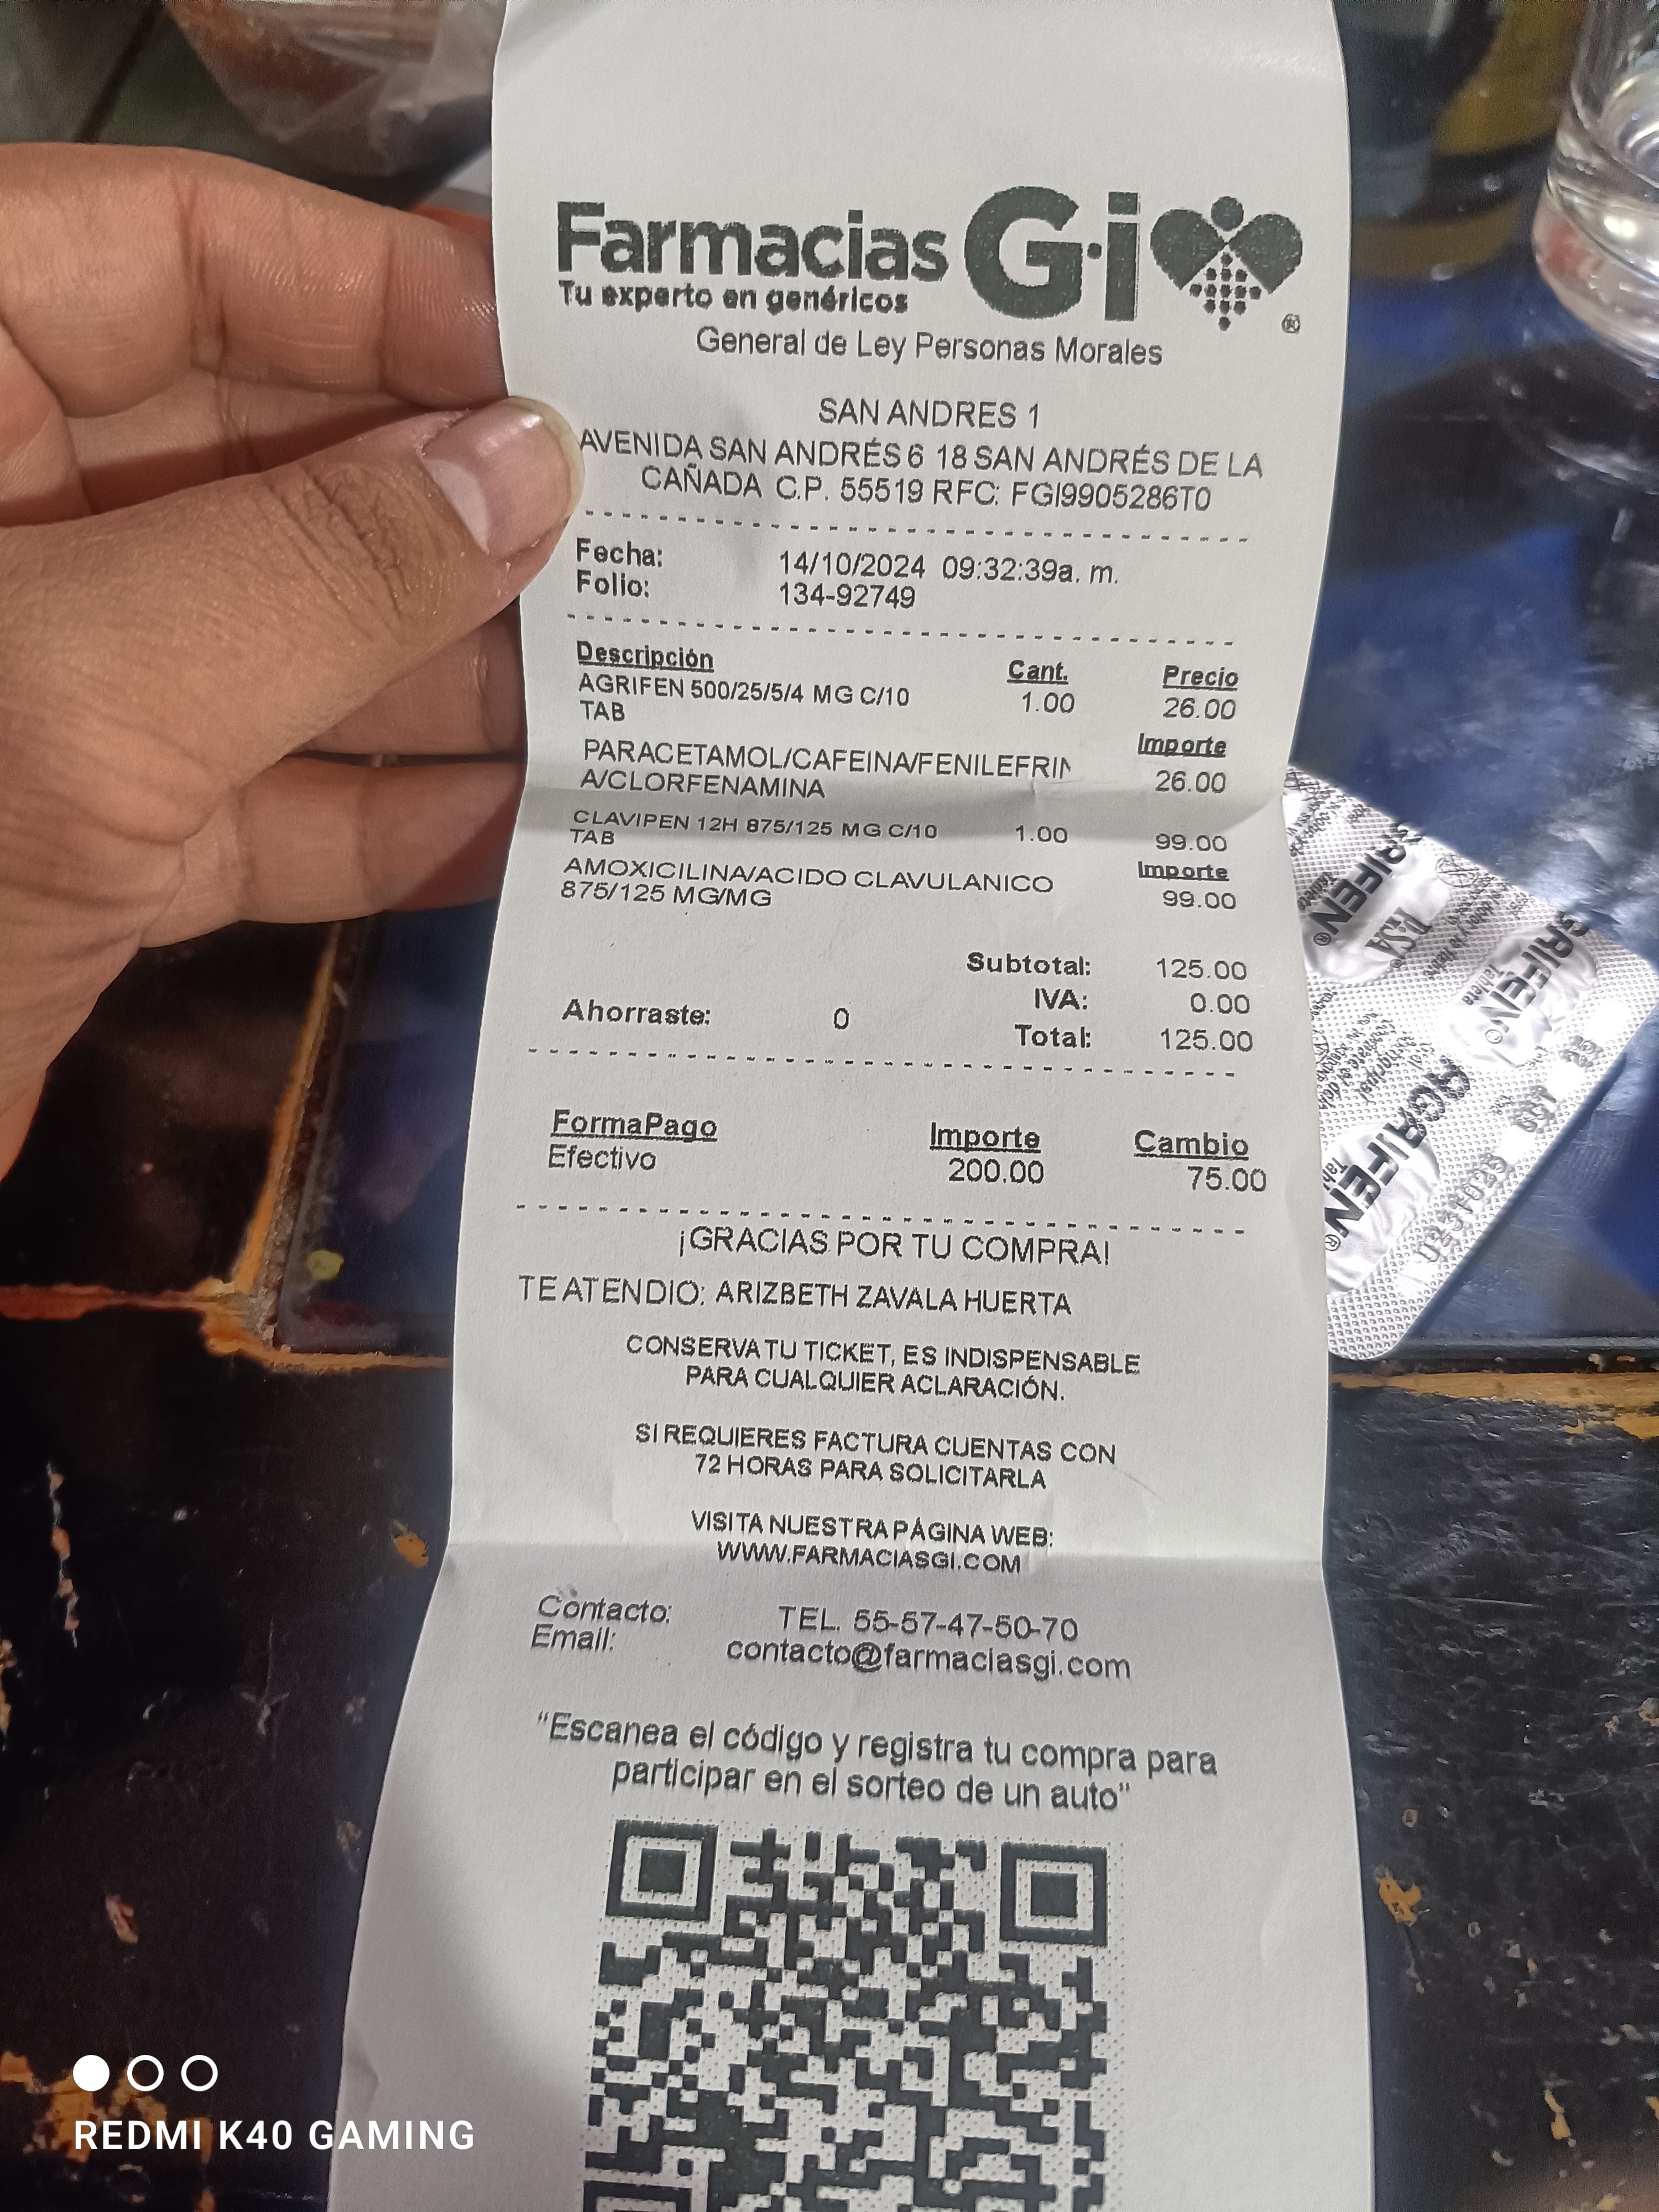 Farmacias G·i
Tu experto en genéricos
®
General de Ley Personas Morales
SAN ANDRES 1
AVENIDA SAN ANDRÉS 6 18 SAN ANDRÉS DE LA
CAÑADA C.P. 55519 RFC: FGI9905286T0
Fecha: 14/10/2024 09:32:39a. m.
Folio: 134-92749
Descripción Cant. Precio
AGRIFEN 500/25/5/4 MG C/10 1.00 26.00
TAB
Importe
PARACETAMOL/CAFEINA/FENILEFRIN 26.00
A/CLORFENAMINA
CLAVIPEN 12H 875/125 MG C/10 1.00 99.00
TAB
Importe
AMOXICILINA/ACIDO CLAVULANICO 99.00
875/125 MG/MG
Subtotal: 125.00
IVA: 0.00
Ahorraste: 0 Total: 125.00
FormaPago Importe Cambio
Efectivo 200.00 75.00
¡GRACIAS POR TU COMPRA!
TE ATENDIO: ARIZBETH ZAVALA HUERTA
CONSERVA TU TICKET, ES INDISPENSABLE
PARA CUALQUIER ACLARACIÓN.
SI REQUIERES FACTURA CUENTAS CON
72 HORAS PARA SOLICITARLA
VISITA NUESTRA PÁGINA WEB:
WWW.FARMACIASGI.COM
Contacto: TEL. 55-57-47-50-70
Email: contacto@farmaciasgi.com
“Escanea el código y registra tu compra para
participar en el sorteo de un auto”
AGRIFEN®
PiSA
REDMI K40 GAMING